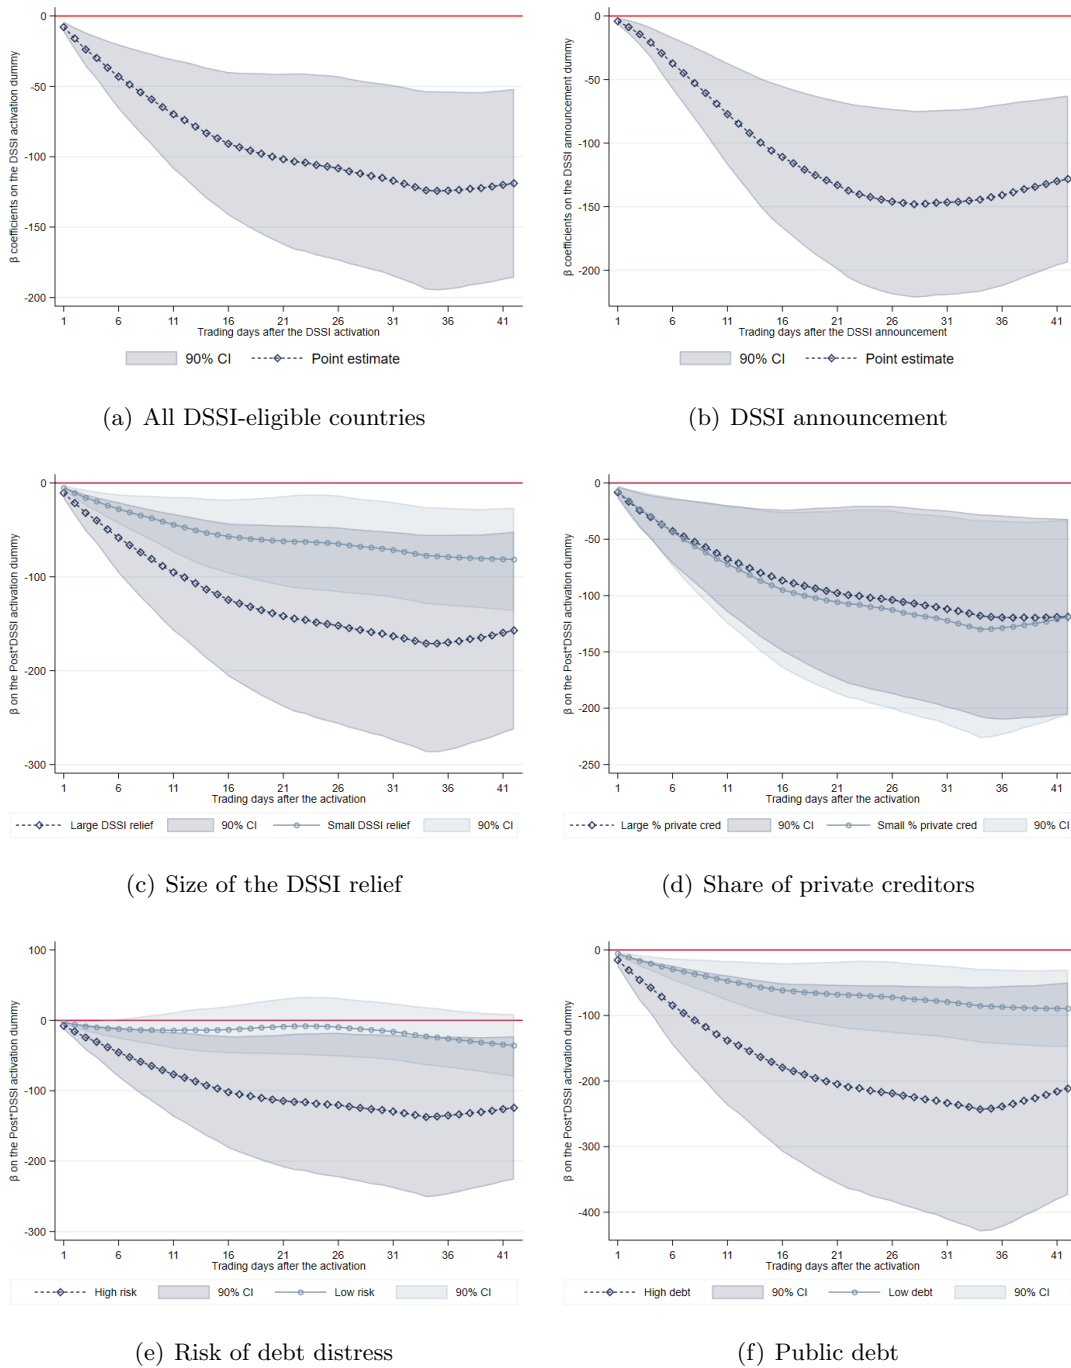 0
-50
-100
-150
-200
β coefficients on the DSSI activation dummy
1 6 11 16 21 26 31 36 41
Trading days after the DSSI activation
90% CI Point estimate
(a) All DSSI-eligible countries
0
-50
-100
-150
-200
β coefficients on the DSSI announcement dummy
1 6 11 16 21 26 31 36 41
Trading days after the DSSI announcement
90% CI Point estimate
(b) DSSI announcement
0
-100
-200
-300
β on the Post*DSSI activation dummy
1 6 11 16 21 26 31 36 41
Trading days after the activation
Large DSSI relief 90% CI Small DSSI relief 90% CI
(c) Size of the DSSI relief
0
-50
-100
-150
-200
-250
β on the Post*DSSI activation dummy
1 6 11 16 21 26 31 36 41
Trading days after the activation
Large % private cred 90% CI Small % private cred 90% CI
(d) Share of private creditors
100
0
-100
-200
-300
β on the Post*DSSI activation dummy
1 6 11 16 21 26 31 36 41
Trading days after the activation
High risk 90% CI Low risk 90% CI
(e) Risk of debt distress
0
-100
-200
-300
-400
β on the Post*DSSI activation dummy
1 6 11 16 21 26 31 36 41
Trading days after the activation
High debt 90% CI Low debt 90% CI
(f) Public debt